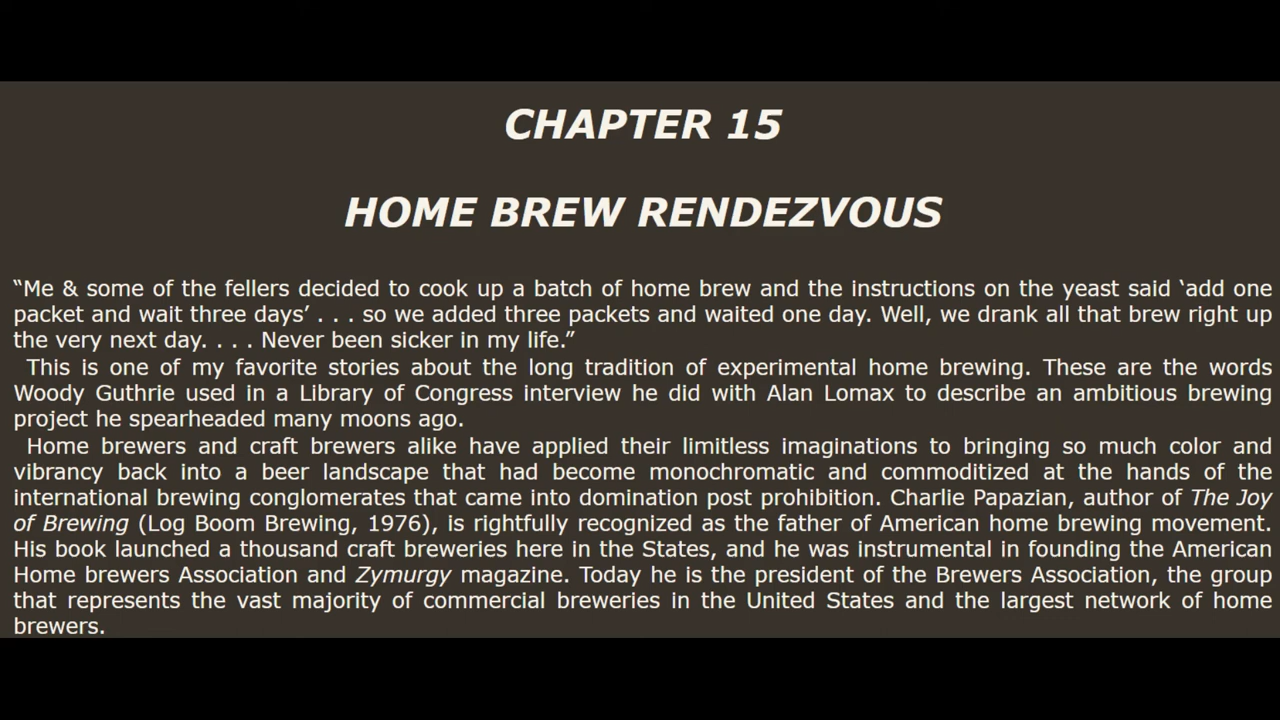 CHAPTER 15
HOME BREW RENDEZVOUS
“Me & some of the fellers decided to cook up a batch of home brew and the instructions on the yeast said ‘add one
packet and wait three days’ . . . so we added three packets and waited one day. Well, we drank all that brew right up
the very next day. . . . Never been sicker in my life.”
This is one of my favorite stories about the long tradition of experimental home brewing. These are the words
Woody Guthrie used in a Library of Congress interview he did with Alan Lomax to describe an ambitious brewing
project he spearheaded many moons ago.
Home brewers and craft brewers alike have applied their limitless imaginations to bringing so much color and
vibrancy back into a beer landscape that had become monochromatic and commoditized at the hands of the
international brewing conglomerates that came into domination post prohibition. Charlie Papazian, author of The Joy
of Brewing (Log Boom Brewing, 1976), is rightfully recognized as the father of American home brewing movement.
His book launched a thousand craft breweries here in the States, and he was instrumental in founding the American
Home brewers Association and Zymurgy magazine. Today he is the president of the Brewers Association, the group
that represents the vast majority of commercial breweries in the United States and the largest network of home
brewers.